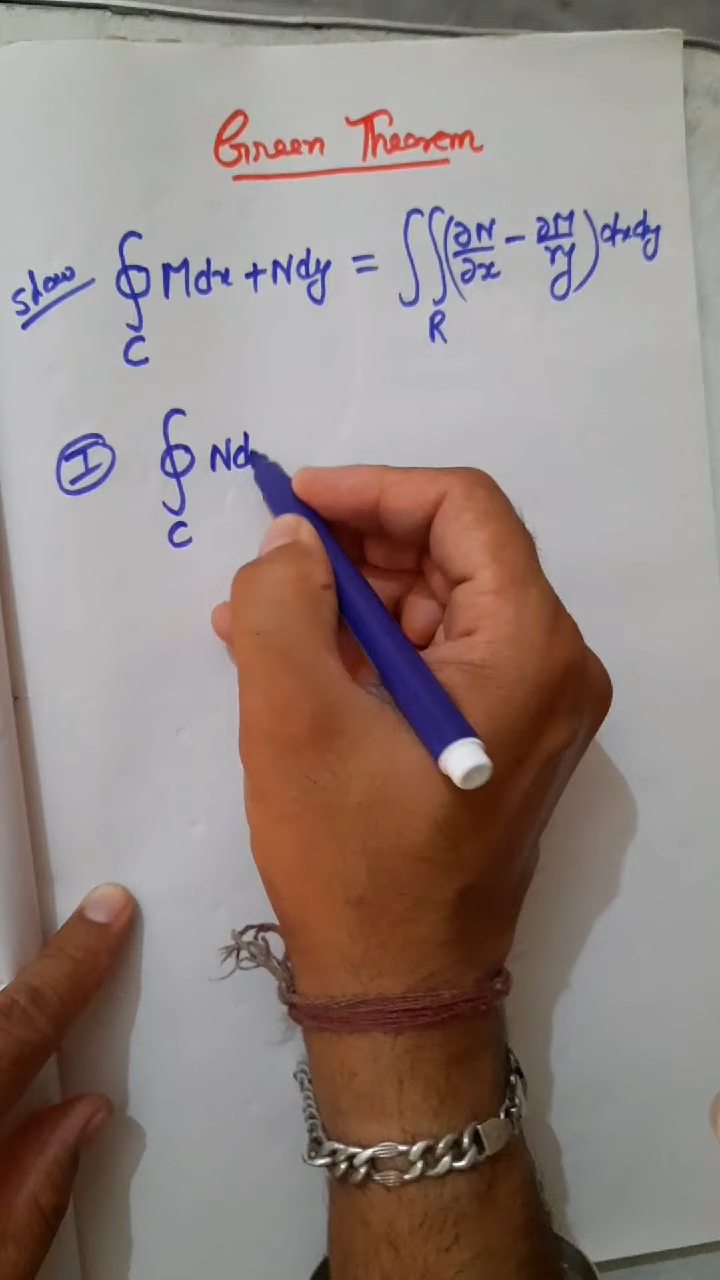 Green Theorem
Show ∮_C Mdx + Ndy = ∬_R (∂N/∂x − ∂M/∂y) dxdy
Ⓘ ∮_C Nd